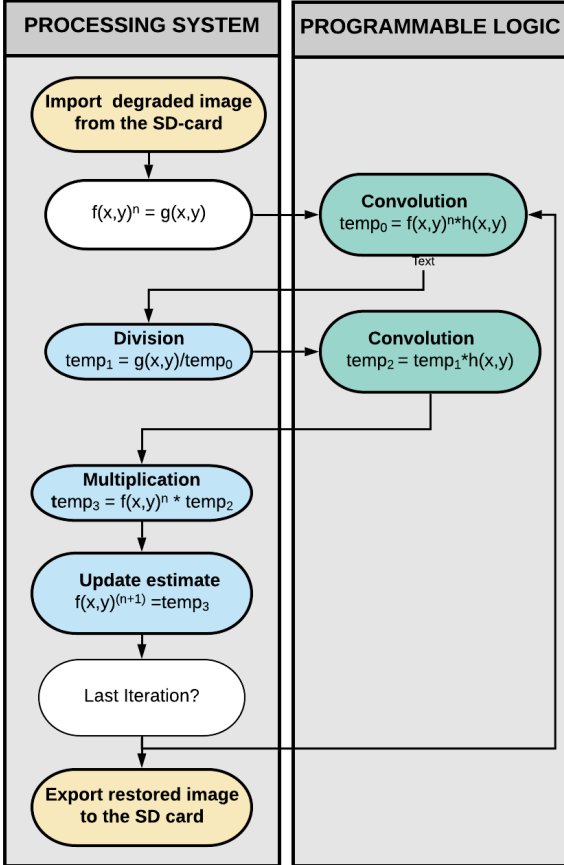 PROCESSING SYSTEM
PROGRAMMABLE LOGIC
Import degraded image
from the SD-card
f(x,y)ⁿ = g(x,y)
Convolution
temp₀ = f(x,y)ⁿ*h(x,y)
Text
Division
temp₁ = g(x,y)/temp₀
Convolution
temp₂ = temp₁*h(x,y)
Multiplication
temp₃ = f(x,y)ⁿ * temp₂
Update estimate
f(x,y)⁽ⁿ⁺¹⁾ =temp₃
Last Iteration?
Export restored image
to the SD card